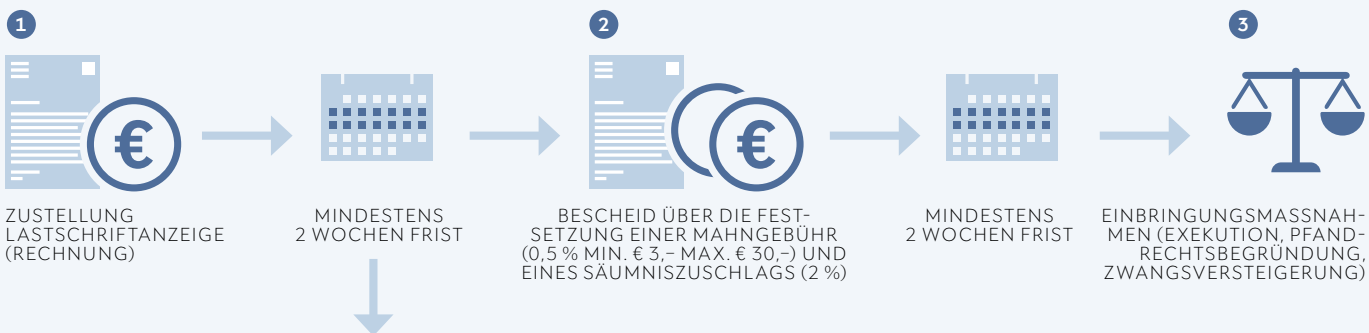 1
2
3
€
€
ZUSTELLUNG
LASTSCHRIFTANZEIGE
(RECHNUNG)
MINDESTENS
2 WOCHEN FRIST
BESCHEID ÜBER DIE FEST-
SETZUNG EINER MAHNGEBÜHR
(0,5 % MIN. € 3,– MAX. € 30,–) UND
EINES SÄUMNISZUSCHLAGS (2 %)
MINDESTENS
2 WOCHEN FRIST
EINBRINGUNGSMASSNAH-
MEN (EXEKUTION, PFAND-
RECHTSBEGRÜNDUNG,
ZWANGSVERSTEIGERUNG)